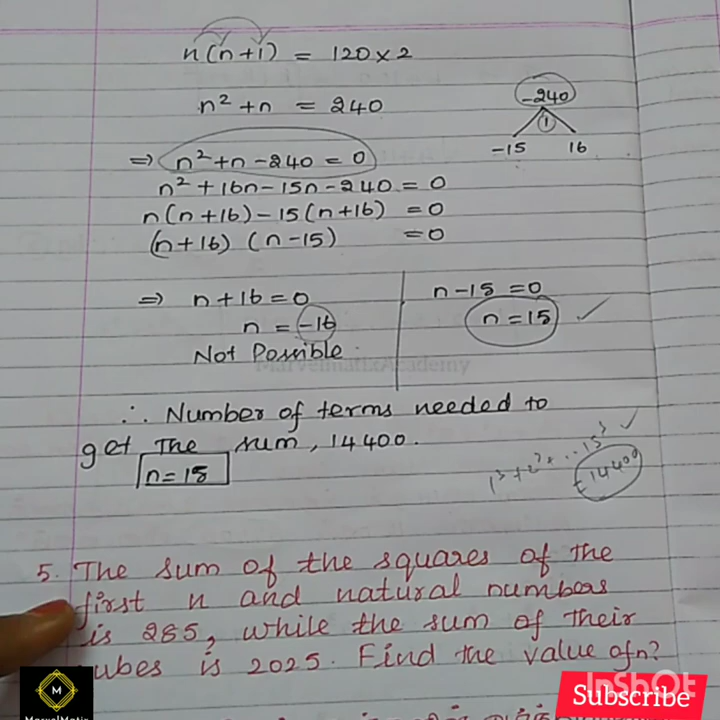 n(n+1) = 120×2
n² + n = 240
-240
1
-15 16
⇒ n² + n - 240 = 0
n² + 16n - 15n - 240 = 0
n(n+16) - 15(n+16) = 0
(n+16) (n-15) = 0
⇒ n + 16 = 0
n = -16
Not Possible.
n - 15 = 0
n = 15 ✓
MarvelmatixAcademy
∴ Number of terms needed to
get The sum, 14400.
n = 15
1³ + 2³ + .. 15³ ✓
= 14400
5. The sum of the squares of the
first n and natural numbers
is 285, while the sum of their
cubes is 2025. Find the value of n?
InShOt
Subscribe
M
MarvelMatix